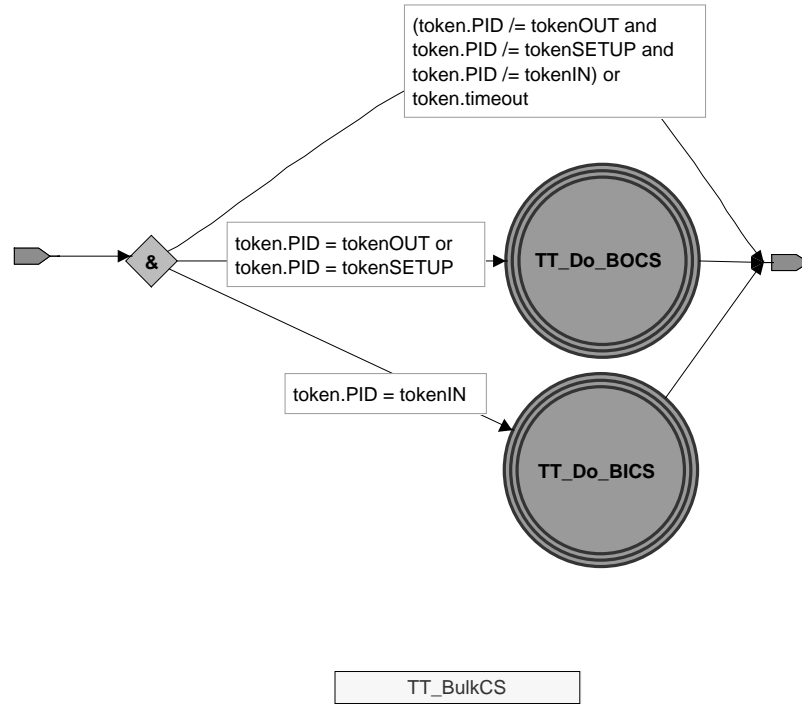 (token.PID /= tokenOUT and
token.PID /= tokenSETUP and
token.PID /= tokenIN) or
token.timeout
&
token.PID = tokenOUT or
token.PID = tokenSETUP
TT_Do_BOCS
token.PID = tokenIN
TT_Do_BICS
TT_BulkCS